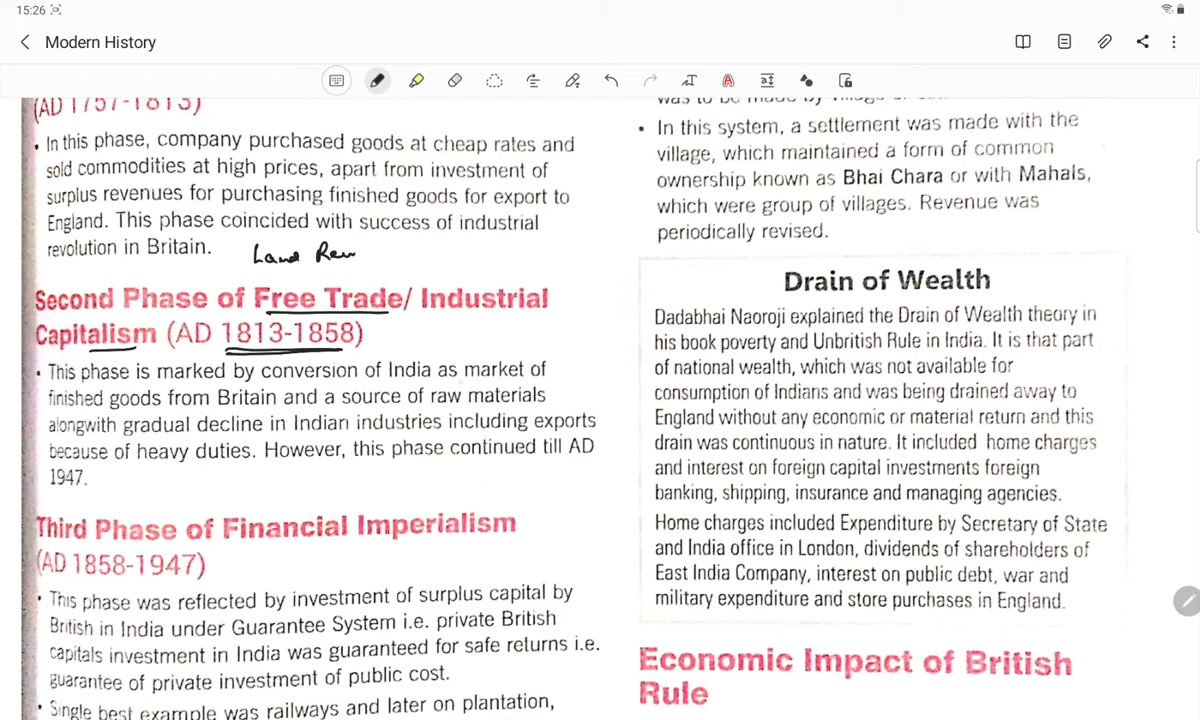 15:26
Modern History
(AD 1757-1813)
• In this phase, company purchased goods at cheap rates and
sold commodities at high prices, apart from investment of
surplus revenues for purchasing finished goods for export to
England. This phase coincided with success of industrial
revolution in Britain.
Land Rev
Second Phase of Free Trade/ Industrial
Capitalism (AD 1813-1858)
• This phase is marked by conversion of India as market of
finished goods from Britain and a source of raw materials
alongwith gradual decline in Indian industries including exports
because of heavy duties. However, this phase continued till AD
1947.
Third Phase of Financial Imperialism
(AD 1858-1947)
• This phase was reflected by investment of surplus capital by
British in India under Guarantee System i.e. private British
capitals investment in India was guaranteed for safe returns i.e.
guarantee of private investment of public cost.
• Single best example was railways and later on plantation,
was to be made by village
• In this system, a settlement was made with the
village, which maintained a form of common
ownership known as Bhai Chara or with Mahals,
which were group of villages. Revenue was
periodically revised.
Drain of Wealth
Dadabhai Naoroji explained the Drain of Wealth theory in
his book poverty and Unbritish Rule in India. It is that part
of national wealth, which was not available for
consumption of Indians and was being drained away to
England without any economic or material return and this
drain was continuous in nature. It included home charges
and interest on foreign capital investments foreign
banking, shipping, insurance and managing agencies.
Home charges included Expenditure by Secretary of State
and India office in London, dividends of shareholders of
East India Company, interest on public debt, war and
military expenditure and store purchases in England.
Economic Impact of British
Rule